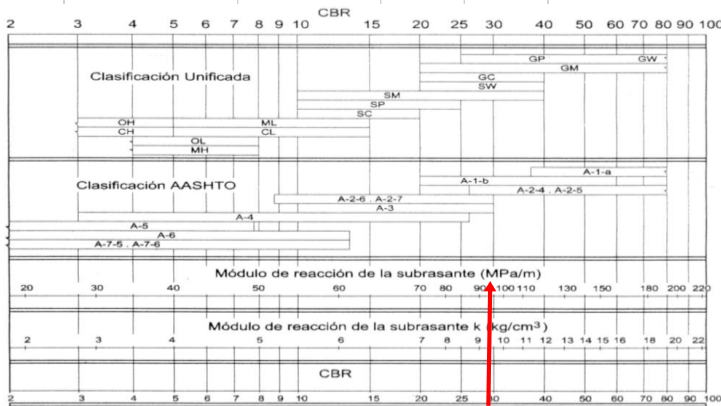 CBR
2 3 4 5 6 7 8 9 10 15 20 25 30 40 50 60 70 80 90 100
GP GW
Clasificación Unificada GM
GC
SW
SM
SP
SC
OH ML
CH CL
OL
MH
A-1-a
Clasificación AASHTO A-1-b
A-2-4 . A-2-5
A-2-6 . A-2-7
A-3
A-4
A-5
A-6
A-7-5 . A-7-6
Módulo de reacción de la subrasante (MPa/m)
20 30 40 50 60 70 80 90 100 110 130 150 180 200 220
Módulo de reacción de la subrasante k (kg/cm³)
2 3 4 5 6 7 8 9 10 11 12 13 14 15 16 18 19 20 22
CBR
2 3 4 5 6 7 8 9 10 15 20 25 30 40 50 60 70 80 90 100